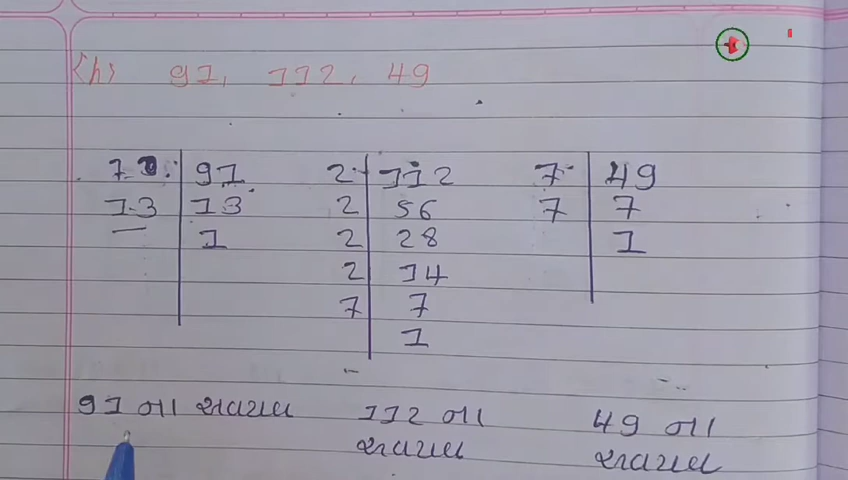 <h> 91, 112, 49
7 91 2 112 7 49
13 13 2 56 7 7
1 2 28 1
2 14
7 7
1
91 ના અવયવ 112 ના 49 ના
અવયવ અવયવ